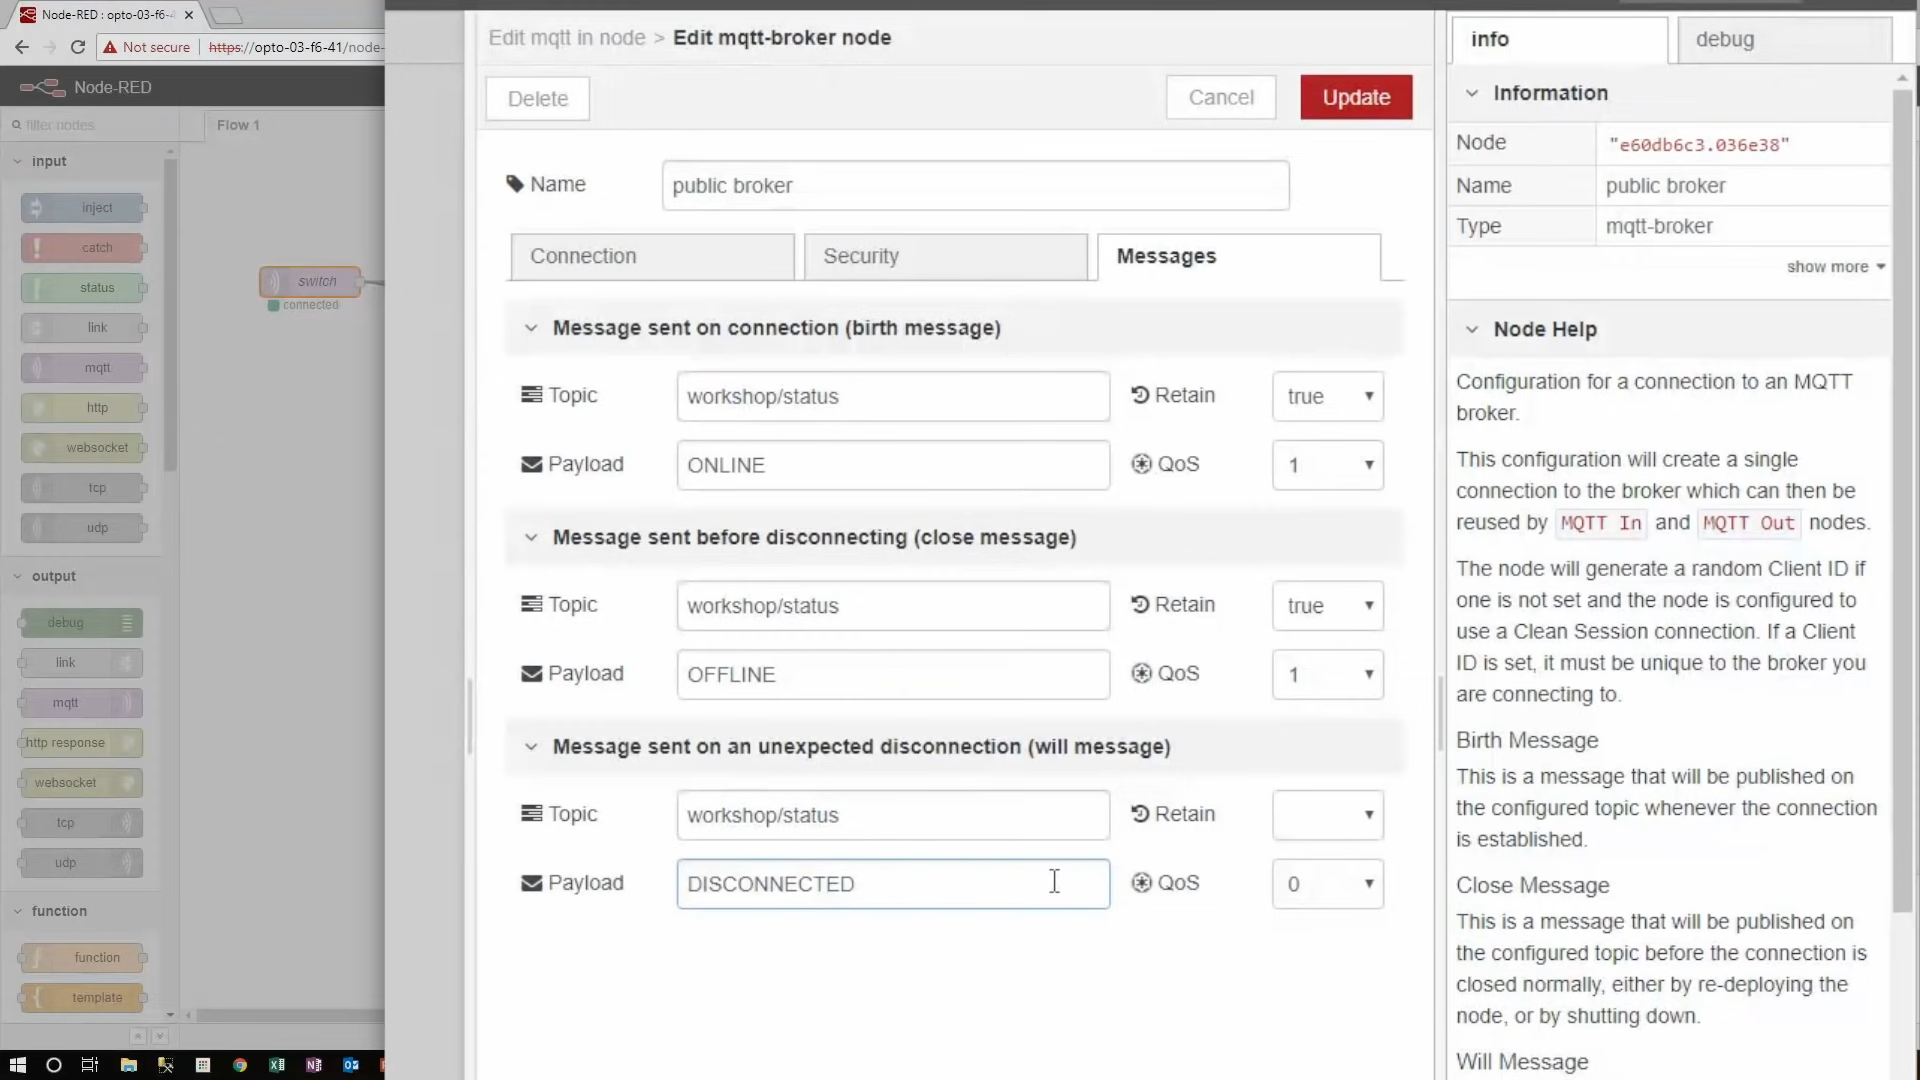 Node-RED : opto-03-f6-4
Not secure
https://opto-03-f6-41/node-
Node-RED
filter nodes
Flow 1
input
inject
catch
status
link
mqtt
http
websocket
tcp
udp
output
debug
link
mqtt
http response
websocket
tcp
udp
function
function
template
switch
connected
Edit mqtt in node > Edit mqtt-broker node
Delete
Cancel
Update
Name
public broker
Connection
Security
Messages
Message sent on connection (birth message)
Topic
workshop/status
Retain
true
Payload
ONLINE
QoS
1
Message sent before disconnecting (close message)
Topic
workshop/status
Retain
true
Payload
OFFLINE
QoS
1
Message sent on an unexpected disconnection (will message)
Topic
workshop/status
Retain
Payload
DISCONNECTED
QoS
0
info
debug
Information
Node
"e60db6c3.036e38"
Name
public broker
Type
mqtt-broker
show more
Node Help
Configuration for a connection to an MQTT
broker.
This configuration will create a single
connection to the broker which can then be
reused by MQTT In and MQTT Out nodes.
The node will generate a random Client ID if
one is not set and the node is configured to
use a Clean Session connection. If a Client
ID is set, it must be unique to the broker you
are connecting to.
Birth Message
This is a message that will be published on
the configured topic whenever the connection
is established.
Close Message
This is a message that will be published on
the configured topic before the connection is
closed normally, either by re-deploying the
node, or by shutting down.
Will Message